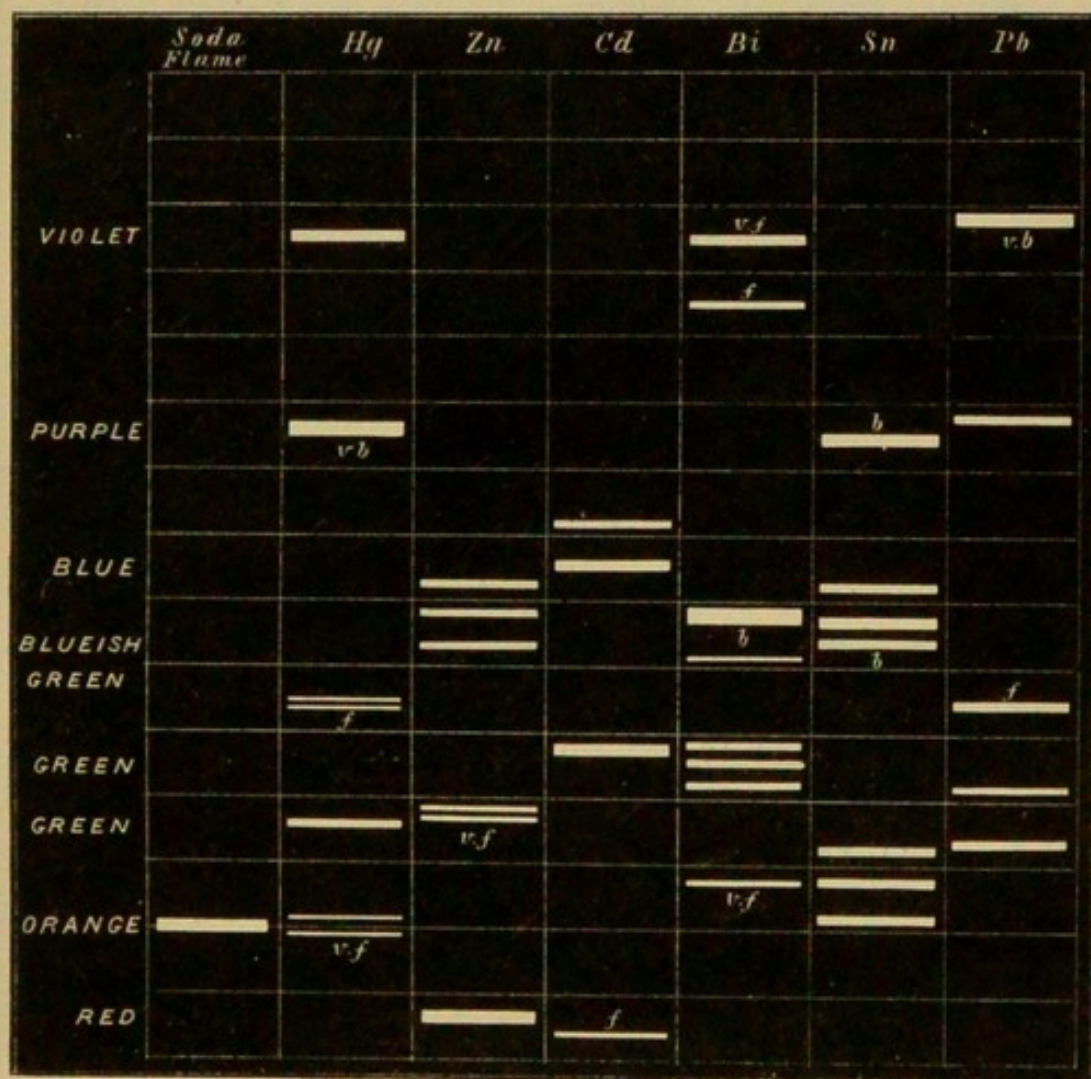 Soda
Flame
Hg
Zn
Cd
Bi
Sn
Pb
VIOLET
v.f
v.b
f
PURPLE
v.b
b
BLUE
BLUEISH
GREEN
b
b
f
f
GREEN
GREEN
v.f
v.f
ORANGE
v.f
RED
f